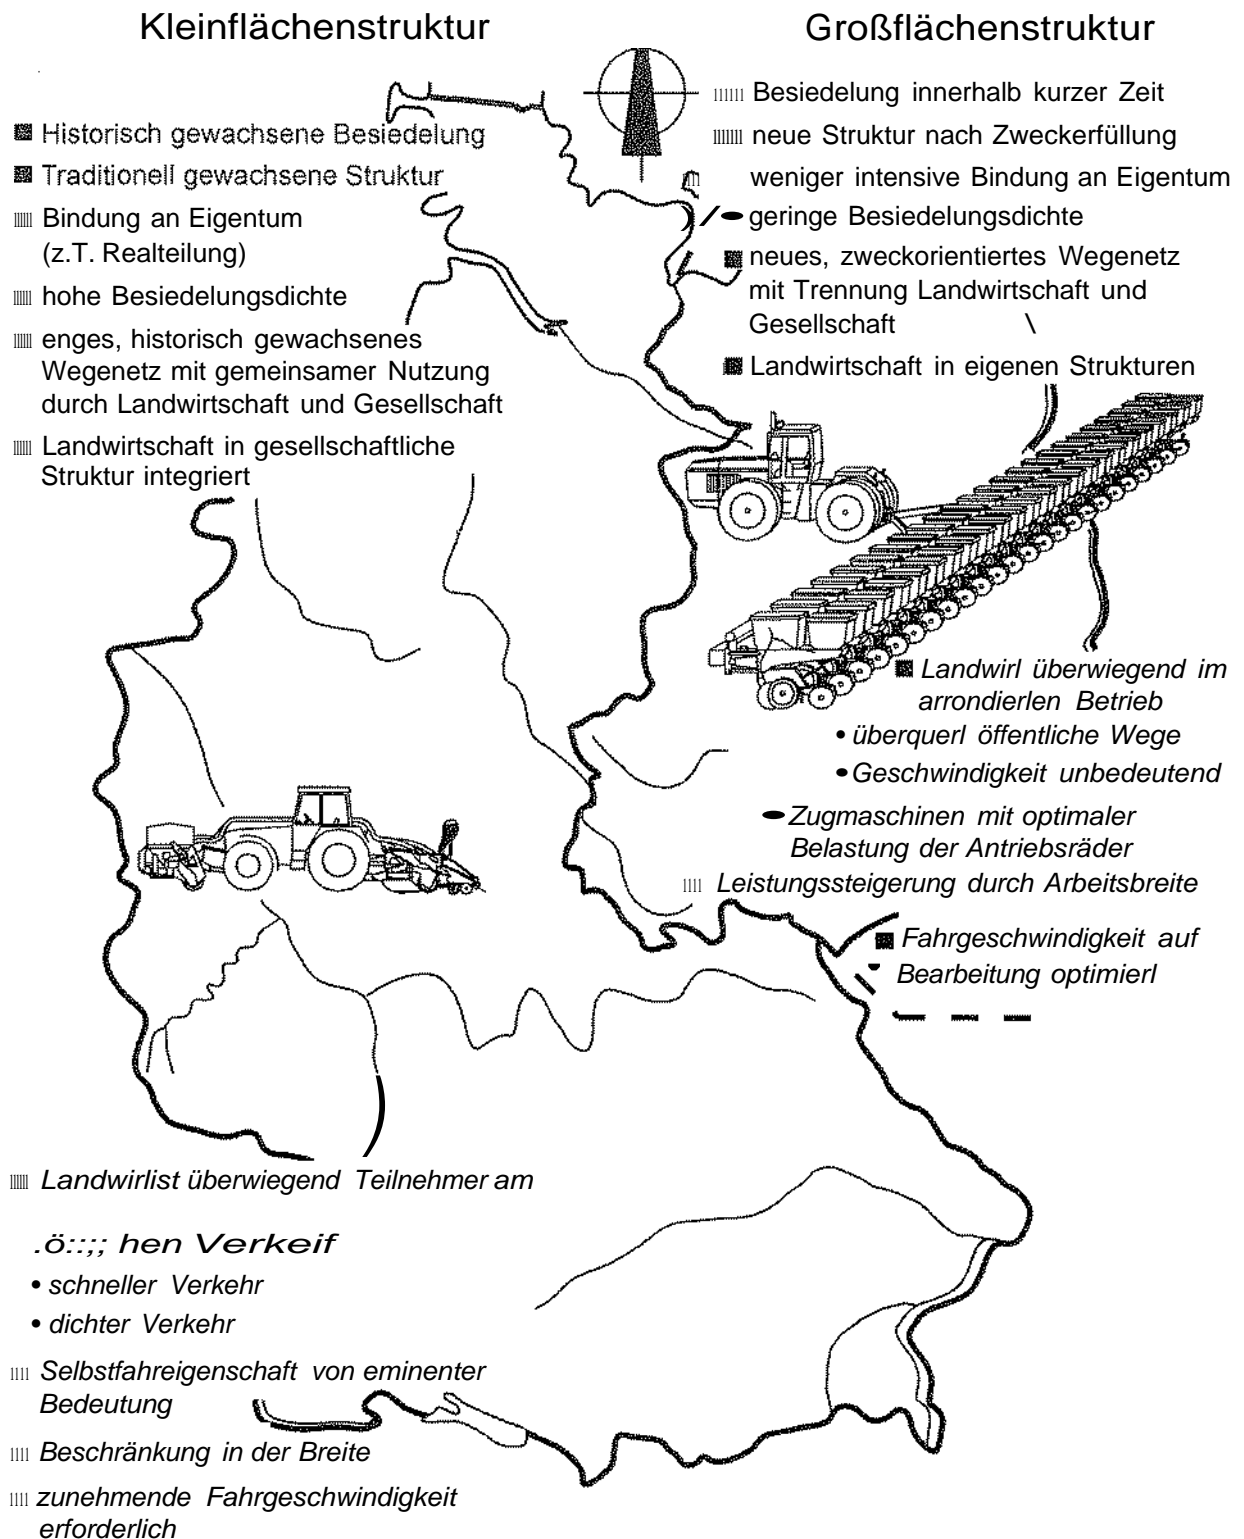 Kleinflächenstruktur
Historisch gewachsene Besiedelung
Traditionell gewachsene Struktur
Bindung an Eigentum
(z.T. Realteilung)
hohe Besiedelungsdichte
enges, historisch gewachsenes
Wegenetz mit gemeinsamer Nutzung
durch Landwirtschaft und Gesellschaft
Landwirtschaft in gesellschaftliche
Struktur integriert
Großflächenstruktur
Besiedelung innerhalb kurzer Zeit
neue Struktur nach Zweckerfüllung
weniger intensive Bindung an Eigentum
geringe Besiedelungsdichte
neues, zweckorientiertes Wegenetz
mit Trennung Landwirtschaft und
Gesellschaft
Landwirtschaft in eigenen Strukturen
Landwirl überwiegend im
arrondierlen Betrieb
• überquerl öffentliche Wege
• Geschwindigkeit unbedeutend
Zugmaschinen mit optimaler
Belastung der Antriebsräder
Leistungssteigerung durch Arbeitsbreite
Fahrgeschwindigkeit auf
Bearbeitung optimierl
Landwirlist überwiegend Teilnehmer am
.ö::;; hen Verkeif
• schneller Verkehr
• dichter Verkehr
Selbstfahreigenschaft von eminenter
Bedeutung
Beschränkung in der Breite
zunehmende Fahrgeschwindigkeit
erforderlich